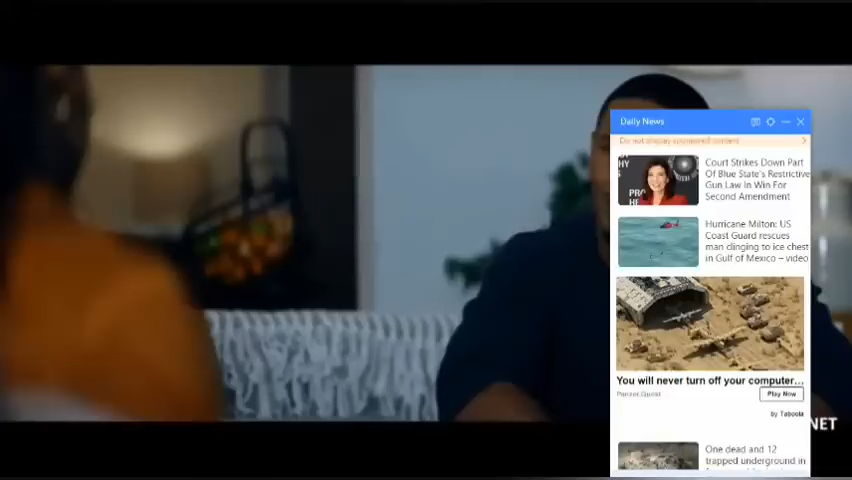 Daily News
Do not display sponsored content
Court Strikes Down Part
Of Blue State's Restrictive
Gun Law In Win For
Second Amendment
Hurricane Milton: US
Coast Guard rescues
man clinging to ice chest
in Gulf of Mexico – video
You will never turn off your computer...
Panzer Quest
Play Now
by Taboola
NET
One dead and 12
trapped underground in